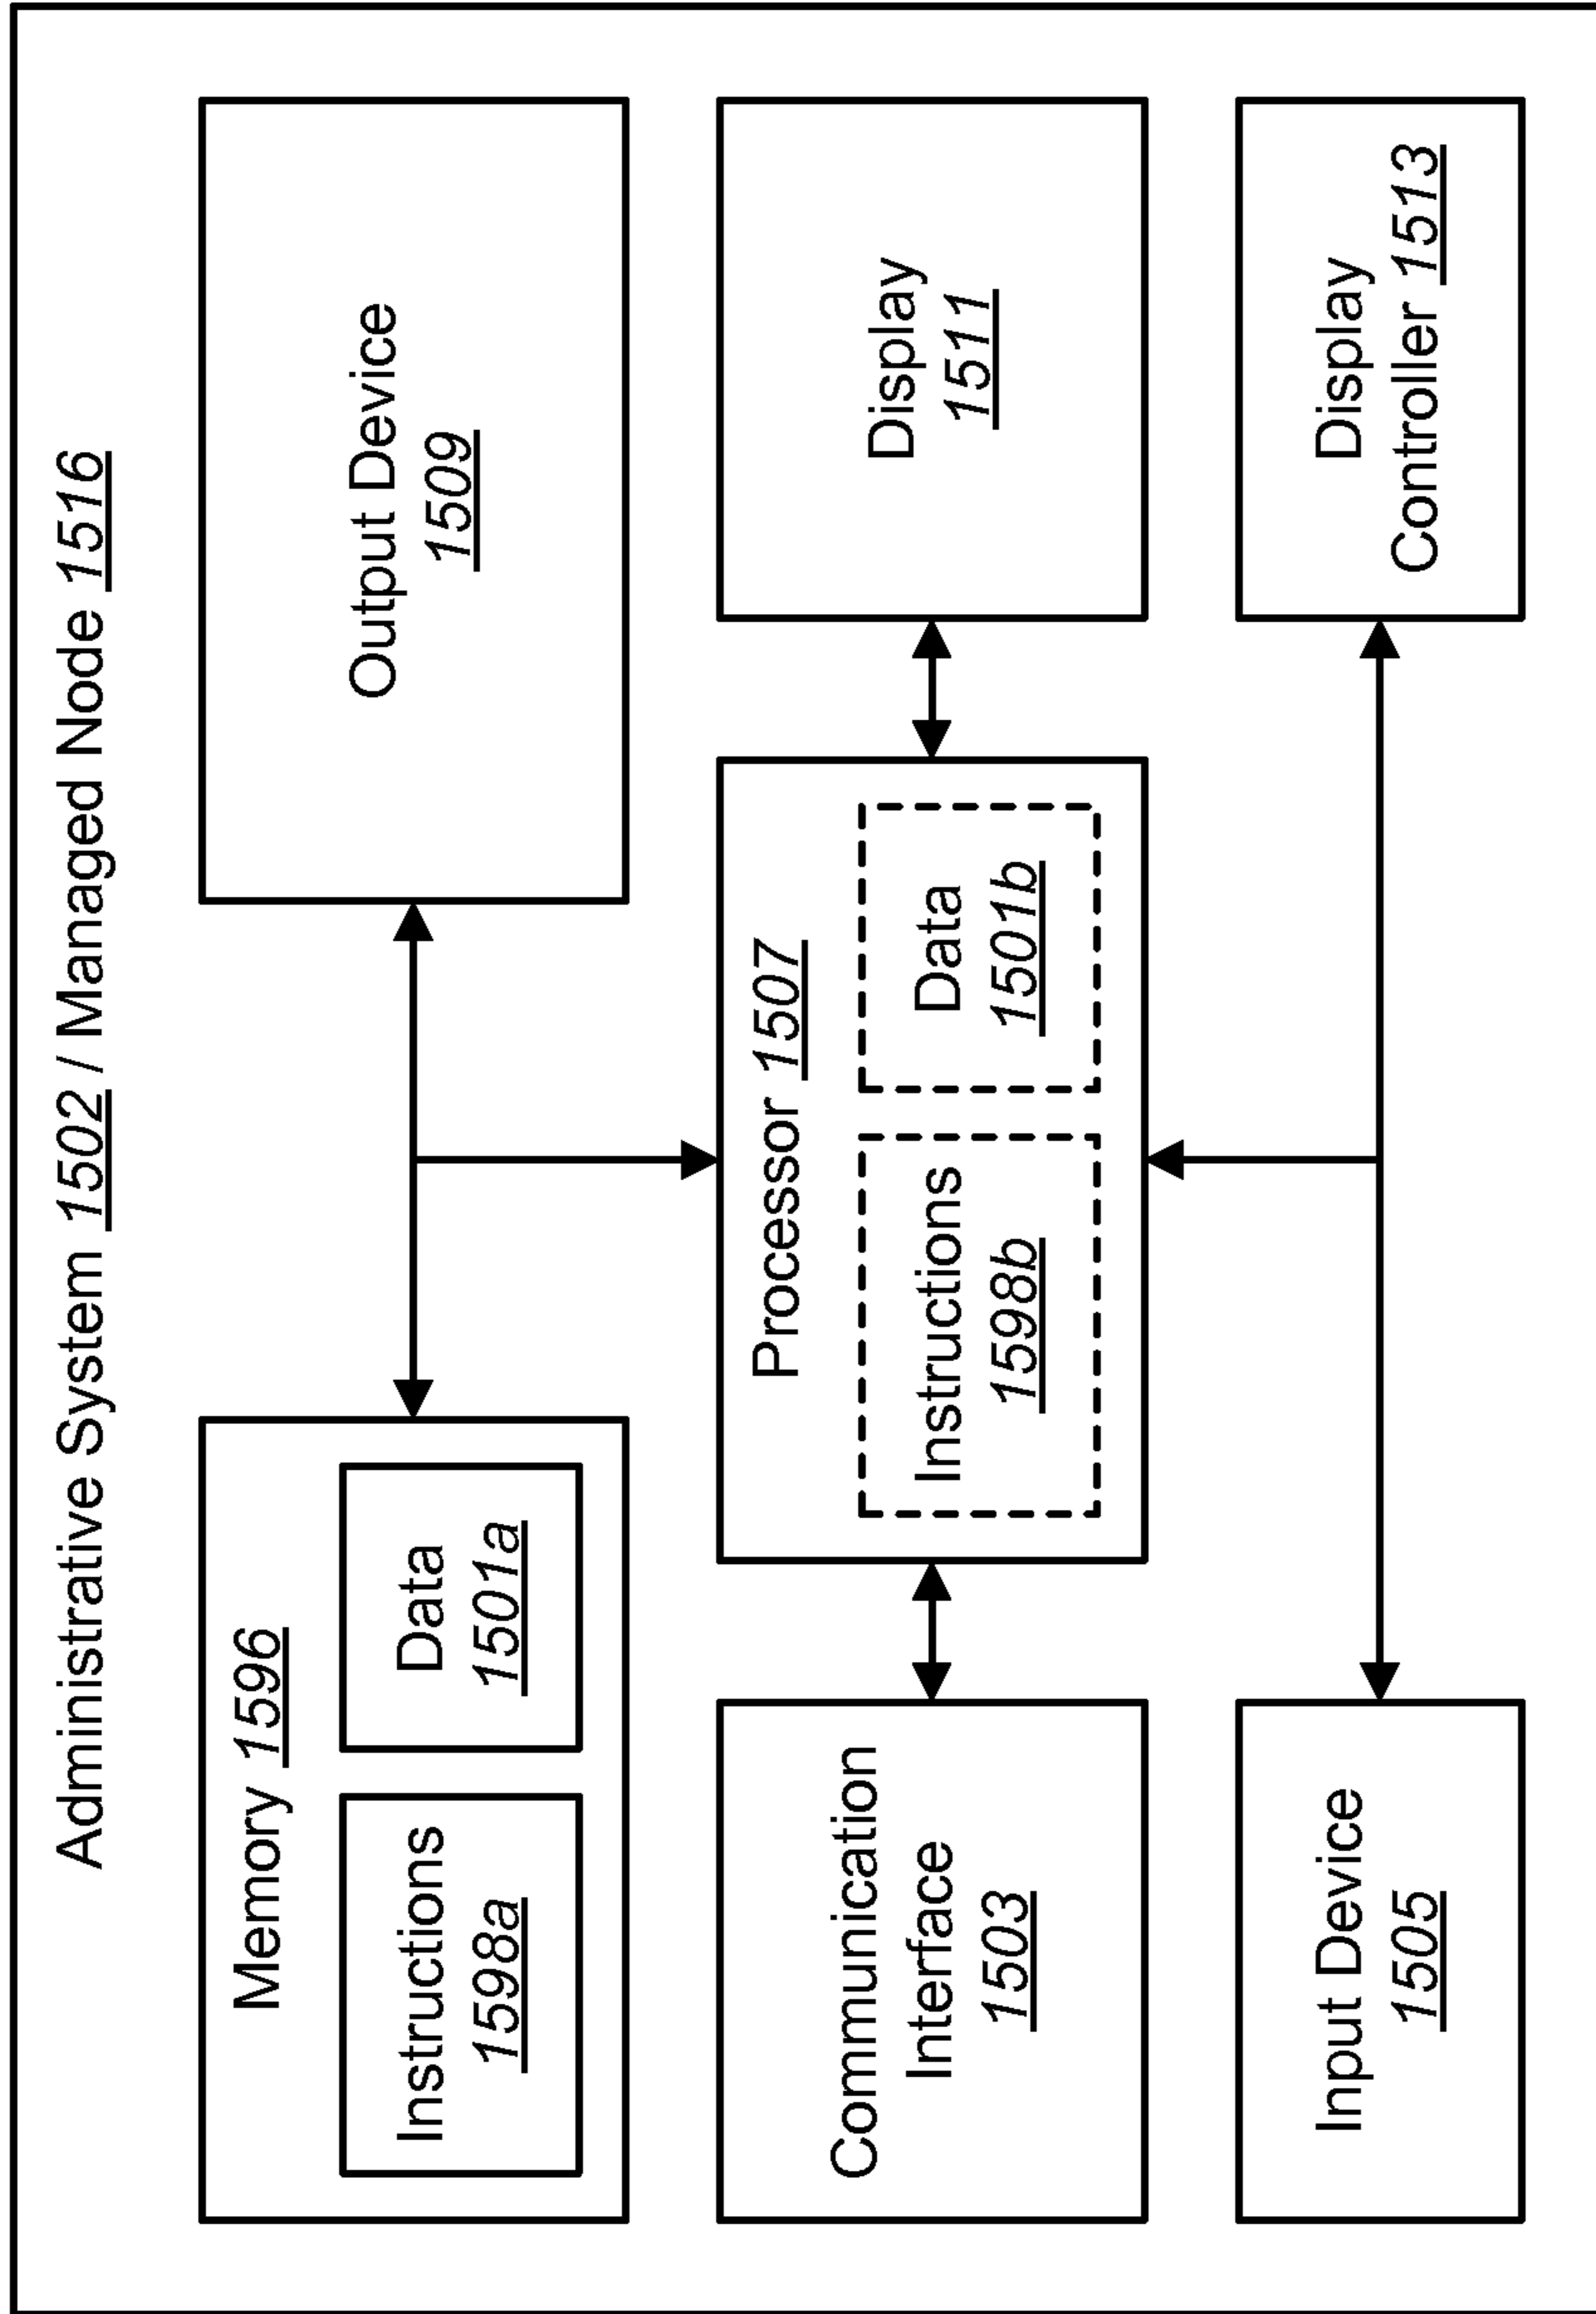 Administrative System 1502 / Managed Node 1516
Memory 1596
Instructions
1598a
Data
1501a
Output Device
1509
Communication
Interface
1503
Processor 1507
Instructions
1598b
Data
1501b
Display
1511
Input Device
1505
Display
Controller 1513